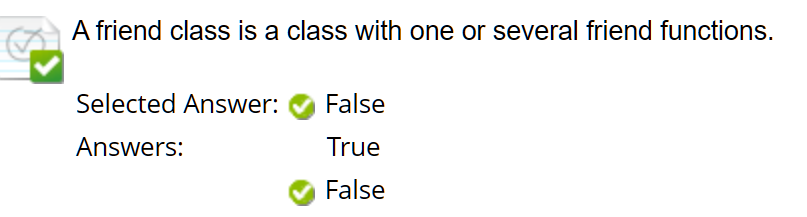 A friend class is a class with one or several friend functions.
Selected Answer: False
Answers: True
False